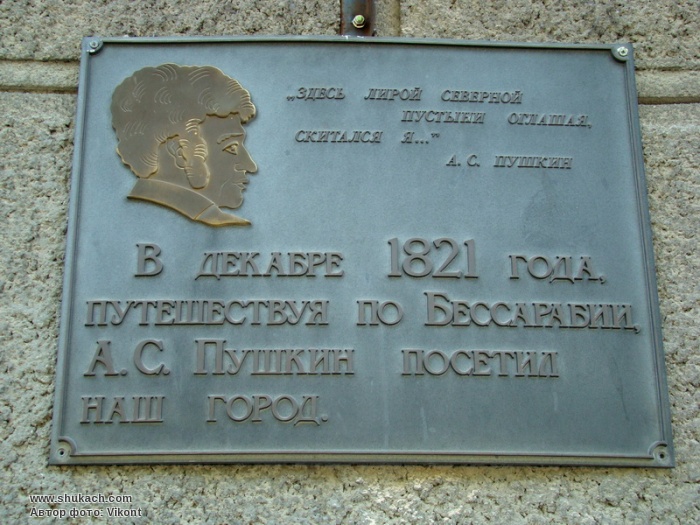 „ЗДЕСЬ ЛИРОЙ СЕВЕРНОЙ
ПУСТЫНИ ОГЛАШАЯ,
СКИТАЛСЯ Я..."
А. С. ПУШКИН
В ДЕКАБРЕ 1821 ГОДА,
ПУТЕШЕСТВУЯ ПО БЕССАРАБИИ,
А. С. ПУШКИН ПОСЕТИЛ
НАШ ГОРОД.
www.shukach.com
Автор фото: Vikont